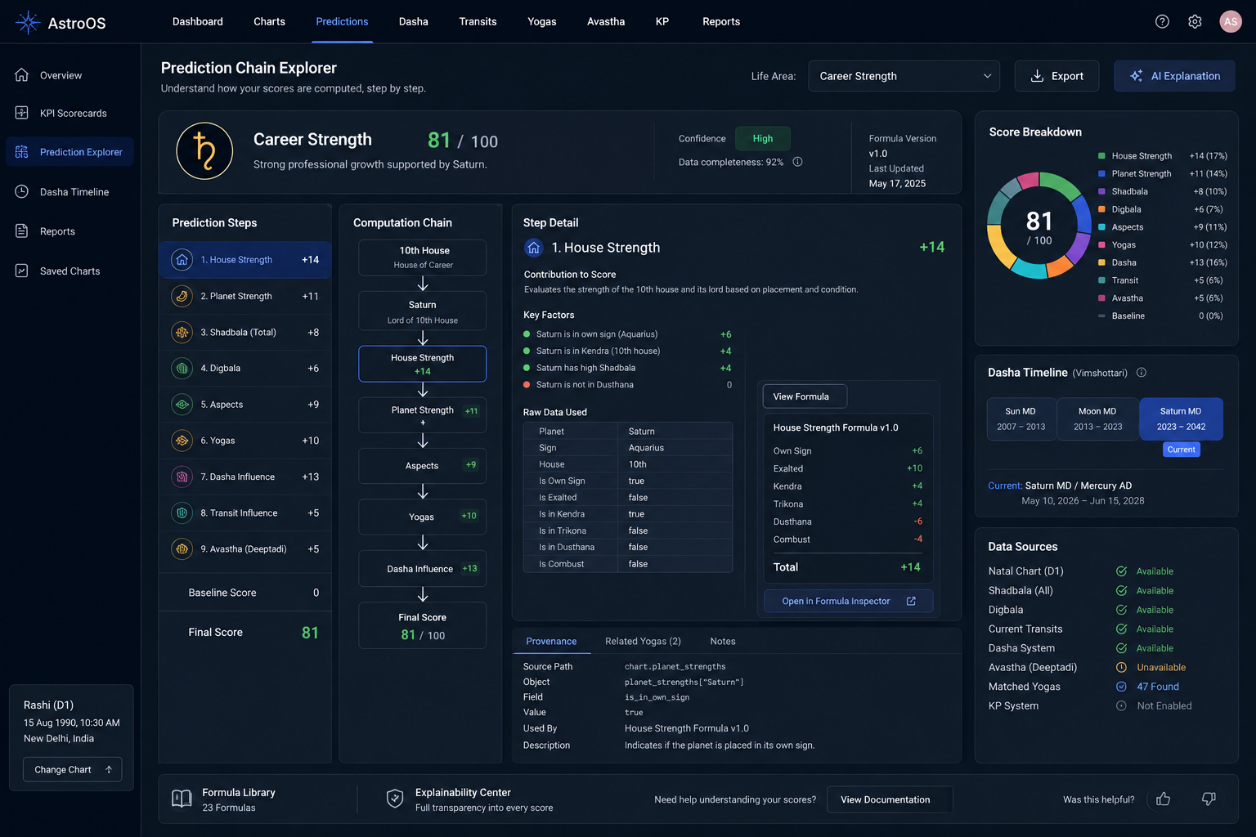 AstroOS
Dashboard
Charts
Predictions
Dasha
Transits
Yogas
Avastha
KP
Reports
AS
Overview
KPI Scorecards
Prediction Explorer
Dasha Timeline
Reports
Saved Charts
Rashi (D1)
15 Aug 1990, 10:30 AM
New Delhi, India
Change Chart
Prediction Chain Explorer
Understand how your scores are computed, step by step.
Life Area:
Career Strength
Export
AI Explanation
Career Strength
81 / 100
Strong professional growth supported by Saturn.
Confidence High
Data completeness: 92%
Formula Version
v1.0
Last Updated
May 17, 2025
Prediction Steps
1. House Strength +14
2. Planet Strength +11
3. Shadbala (Total) +8
4. Digbala +6
5. Aspects +9
6. Yogas +10
7. Dasha Influence +13
8. Transit Influence +5
9. Avastha (Deeptadi) +5
Baseline Score 0
Final Score 81
Computation Chain
10th House
House of Career
Saturn
Lord of 10th House
House Strength
+14
Planet Strength +11
+
Aspects +9
Yogas +10
Dasha Influence +13
Final Score
81 / 100
Step Detail
1. House Strength +14
Contribution to Score
Evaluates the strength of the 10th house and its lord based on placement and condition.
Key Factors
Saturn is in own sign (Aquarius) +6
Saturn is in Kendra (10th house) +4
Saturn has high Shadbala +4
Saturn is not in Dusthana 0
Raw Data Used
Planet Saturn
Sign Aquarius
House 10th
Is Own Sign true
Is Exalted false
Is in Kendra true
Is in Trikona false
Is in Dusthana false
Is Combust false
View Formula
House Strength Formula v1.0
Own Sign +6
Exalted +10
Kendra +4
Trikona +4
Dusthana -6
Combust -4
Total +14
Open in Formula Inspector
Provenance
Related Yogas (2)
Notes
Source Path chart.planet_strengths
Object planet_strengths["Saturn"]
Field is_in_own_sign
Value true
Used By House Strength Formula v1.0
Description Indicates if the planet is placed in its own sign.
Score Breakdown
81
/ 100
House Strength +14 (17%)
Planet Strength +11 (14%)
Shadbala +8 (10%)
Digbala +6 (7%)
Aspects +9 (11%)
Yogas +10 (12%)
Dasha +13 (16%)
Transit +5 (6%)
Avastha +5 (6%)
Baseline 0 (0%)
Dasha Timeline (Vimshottari)
Sun MD
2007 – 2013
Moon MD
2013 – 2023
Saturn MD
2023 – 2042
Current
Current: Saturn MD / Mercury AD
May 10, 2026 – Jun 15, 2028
Data Sources
Natal Chart (D1) Available
Shadbala (All) Available
Digbala Available
Current Transits Available
Dasha System Available
Avastha (Deeptadi) Unavailable
Matched Yogas 47 Found
KP System Not Enabled
Formula Library
23 Formulas
Explainability Center
Full transparency into every score
Need help understanding your scores?
View Documentation
Was this helpful?